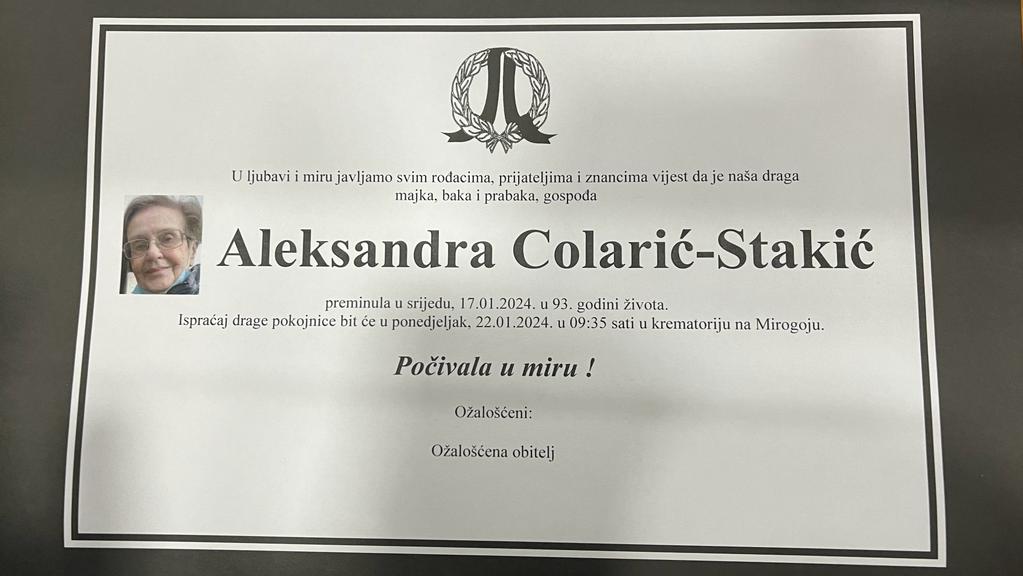 U ljubavi i miru javljamo svim rođacima, prijateljima i znancima vijest da je naša draga
majka, baka i prabaka, gospođa
Aleksandra Colarić-Stakić
preminula u srijedu, 17.01.2024. u 93. godini života.
Ispraćaj drage pokojnice bit će u ponedjeljak, 22.01.2024. u 09:35 sati u krematoriju na Mirogoju.
Počivala u miru !
Ožalošćeni:
Ožalošćena obitelj